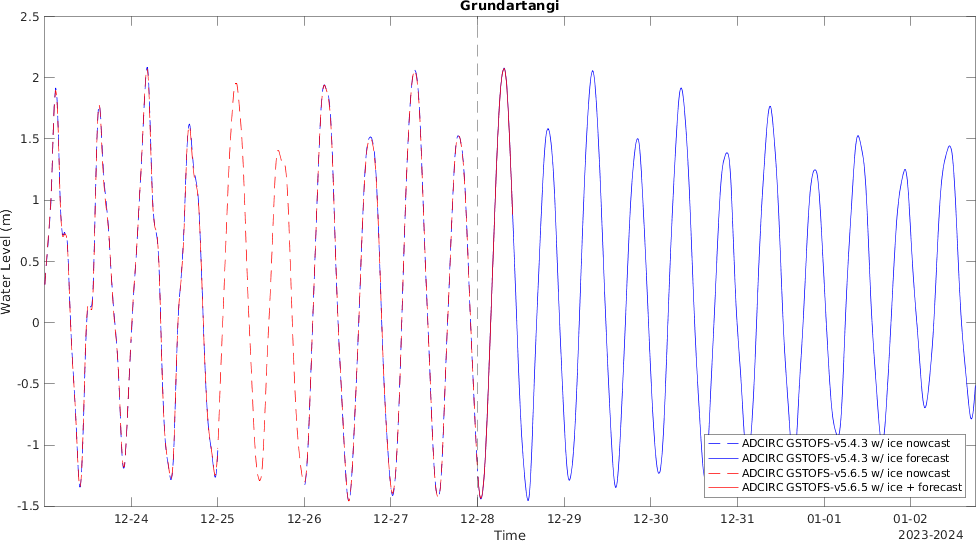 Grundartangi
2.5
2
1.5
1
0.5
0
-0.5
-1
-1.5
Water Level (m)
12-24
12-25
12-26
12-27
12-28
12-29
12-30
12-31
01-01
01-02
Time
2023-2024
ADCIRC GSTOFS-v5.4.3 w/ ice nowcast
ADCIRC GSTOFS-v5.4.3 w/ ice forecast
ADCIRC GSTOFS-v5.6.5 w/ ice nowcast
ADCIRC GSTOFS-v5.6.5 w/ ice + forecast